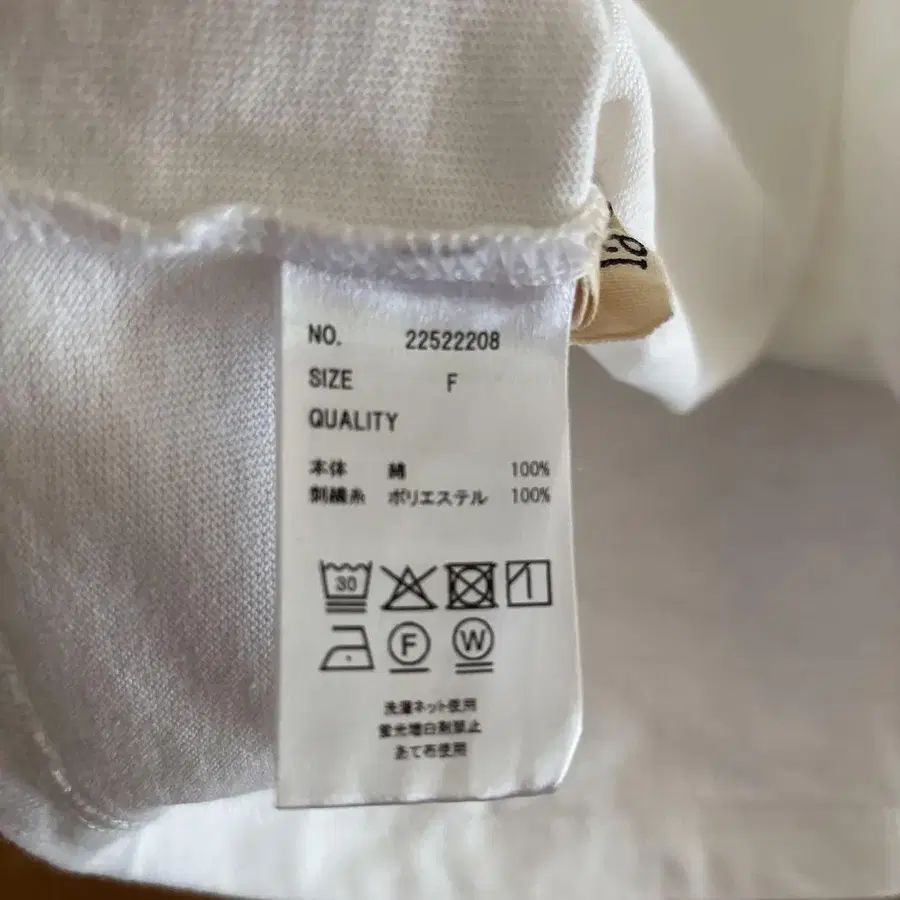 NO. 22522208
SIZE F
QUALITY
本体 綿 100%
刺繍糸 ポリエステル 100%
30
F W
洗濯ネット使用
蛍光増白剤禁止
あて布使用